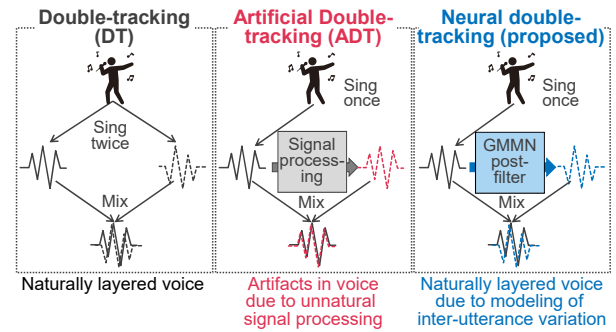 Double-tracking
(DT)
Sing
twice
Mix
Naturally layered voice
Artificial Double-
tracking (ADT)
Sing
once
Signal
process-
ing
Mix
Artifacts in voice
due to unnatural
signal processing
Neural double-
tracking (proposed)
Sing
once
GMMN
post-
filter
Mix
Naturally layered voice
due to modeling of
inter-utterance variation